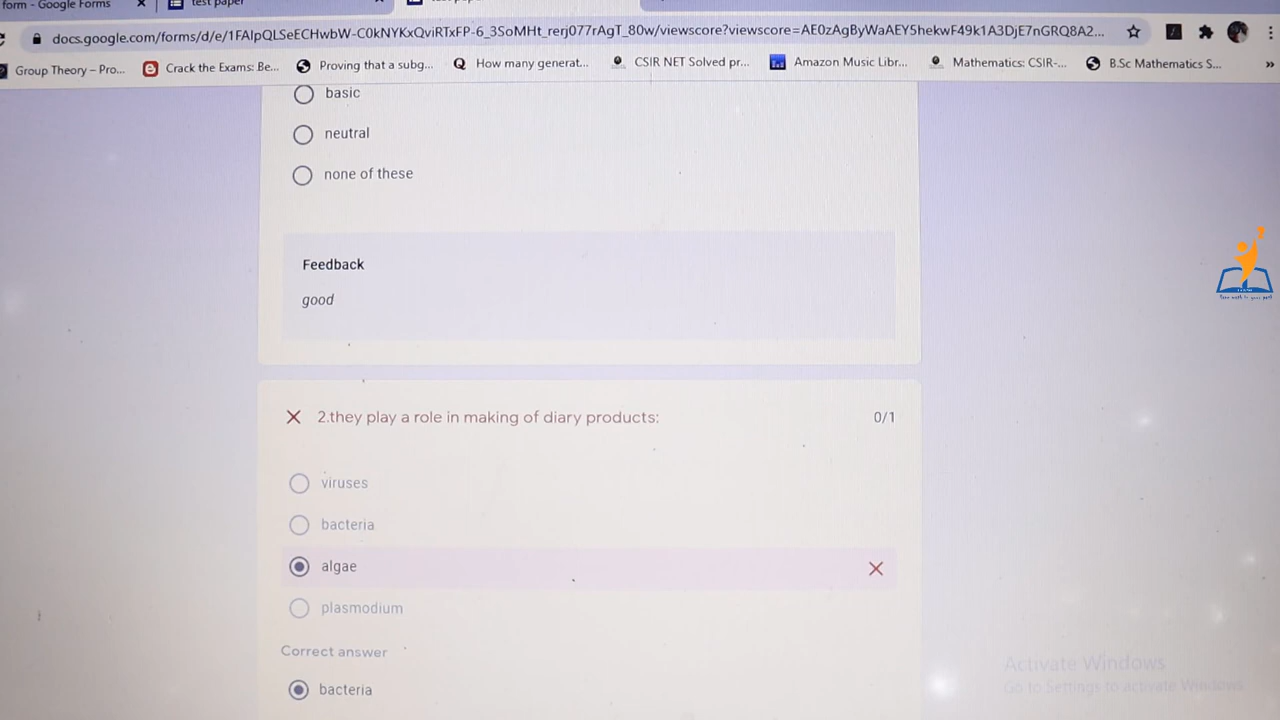 form - Google Forms
test paper
docs.google.com/forms/d/e/1FAIpQLSeECHwbW-C0kNYKxQviRTxFP-6_3SoMHt_rerj077rAgT_80w/viewscore?viewscore=AE0zAgByWaAEY5hekwF49k1A3DjE7nGRQ8A2...
Group Theory – Pro...
Crack the Exams: Be...
Proving that a subg...
How many generat...
CSIR NET Solved pr...
Amazon Music Libr...
Mathematics: CSIR-...
B.Sc Mathematics S...
basic
neutral
none of these
Feedback
good
2.they play a role in making of diary products:
0/1
viruses
bacteria
algae
plasmodium
Correct answer
bacteria
Activate Windows
Go to Settings to activate Windows.